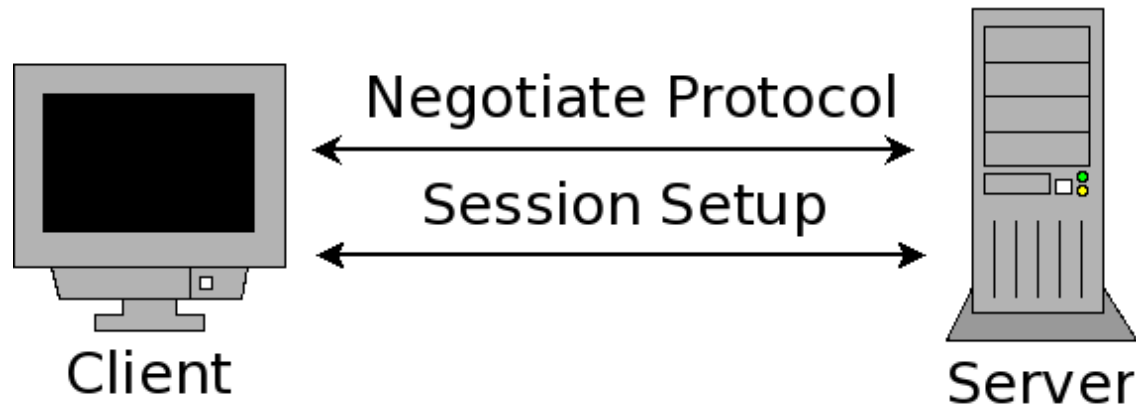 Negotiate Protocol
Session Setup
Client
Server